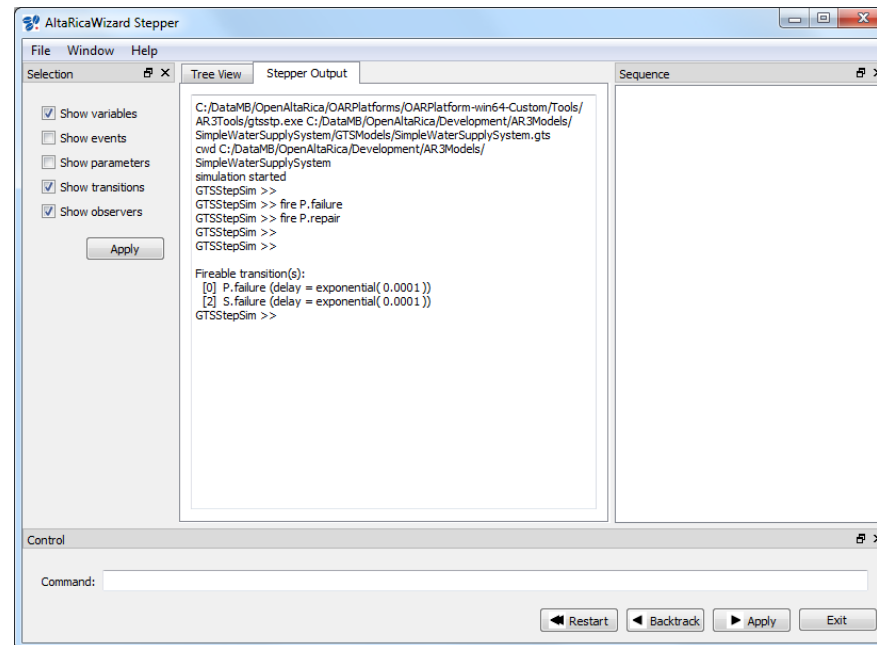 AltaRicaWizard Stepper
File Window Help
Selection
Show variables
Show events
Show parameters
Show transitions
Show observers
Apply
Tree View
Stepper Output
C:/DataMB/OpenAltaRica/OARPlatforms/OARPlatform-win64-Custom/Tools/
AR3Tools/gtsstp.exe C:/DataMB/OpenAltaRica/Development/AR3Models/
SimpleWaterSupplySystem/GTSModels/SimpleWaterSupplySystem.gts
cwd C:/DataMB/OpenAltaRica/Development/AR3Models/
SimpleWaterSupplySystem
simulation started
GTSStepSim >>
GTSStepSim >> fire P.failure
GTSStepSim >> fire P.repair
GTSStepSim >>
GTSStepSim >>
Fireable transition(s):
[0] P.failure (delay = exponential( 0.0001 ))
[2] S.failure (delay = exponential( 0.0001 ))
GTSStepSim >>
Sequence
Control
Command:
Restart
Backtrack
Apply
Exit